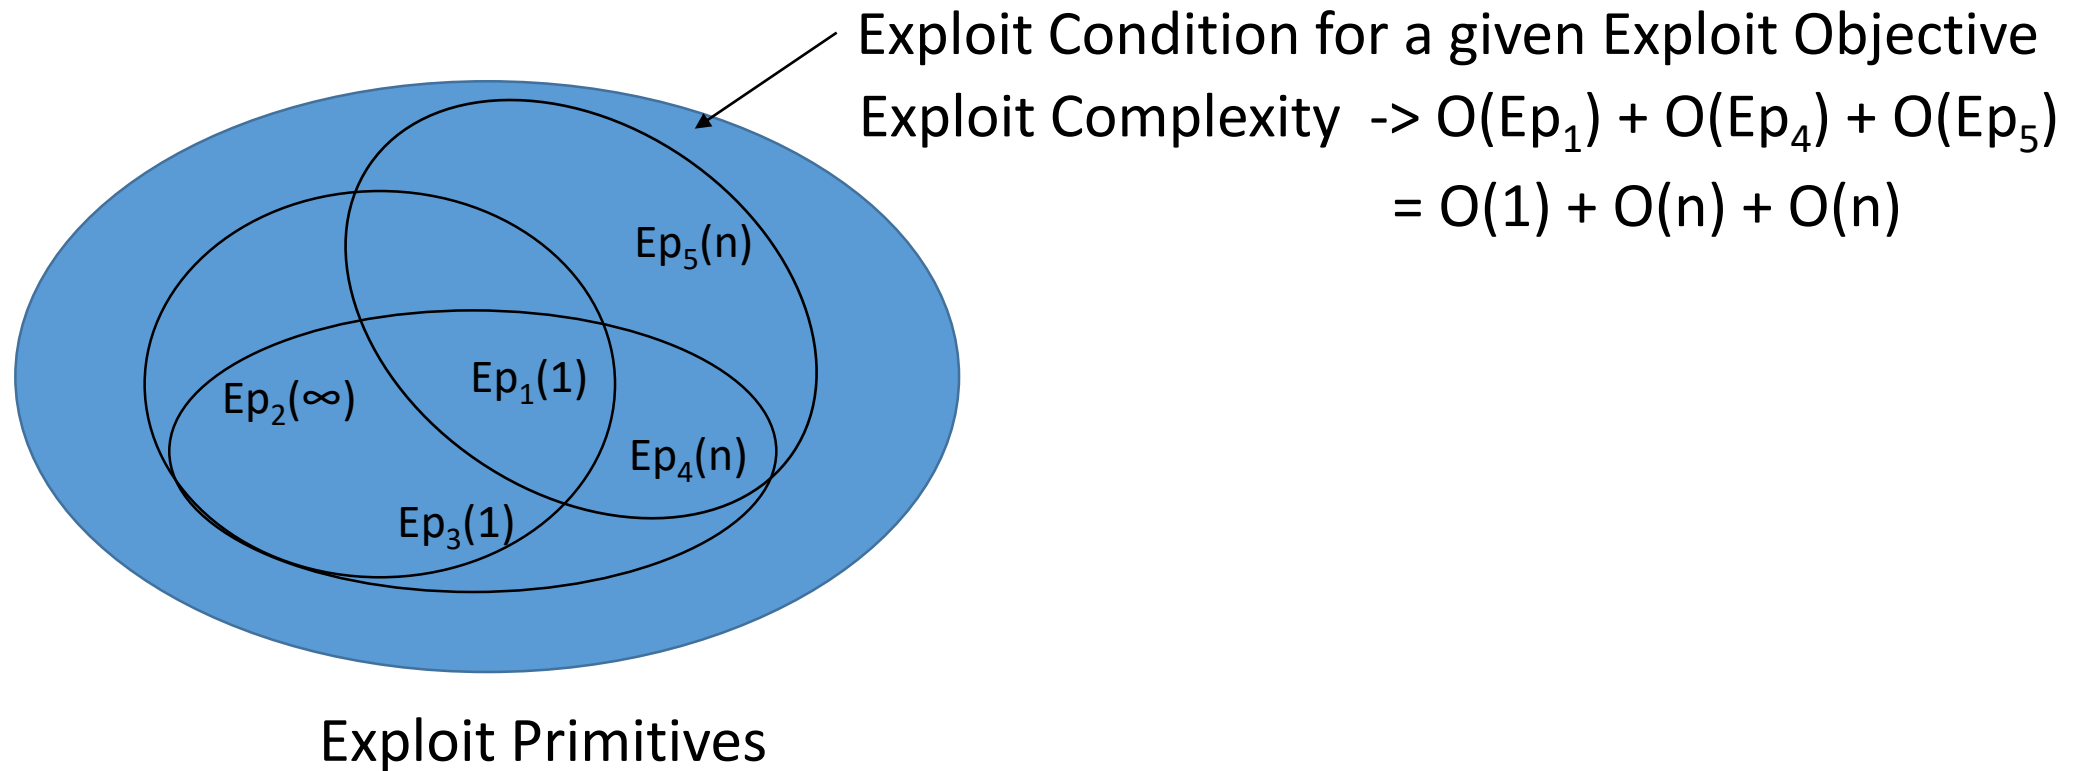 Exploit Condition for a given Exploit Objective
Exploit Complexity -> O(Ep₁) + O(Ep₄) + O(Ep₅)
= O(1) + O(n) + O(n)
Ep₅(n)
Ep₁(1)
Ep₂(∞)
Ep₄(n)
Ep₃(1)
Exploit Primitives